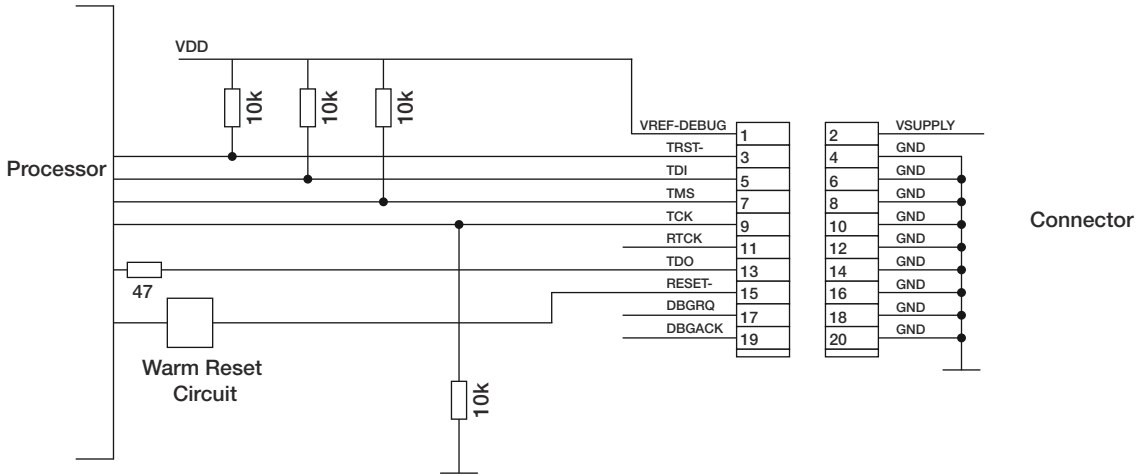 VDD
10k
10k
10k
Processor
VREF-DEBUG 1 2 VSUPPLY
TRST- 3 4 GND
TDI 5 6 GND
TMS 7 8 GND
TCK 9 10 GND
RTCK 11 12 GND
TDO 13 14 GND
RESET- 15 16 GND
DBGRQ 17 18 GND
DBGACK 19 20 GND
Connector
47
Warm Reset
Circuit
10k